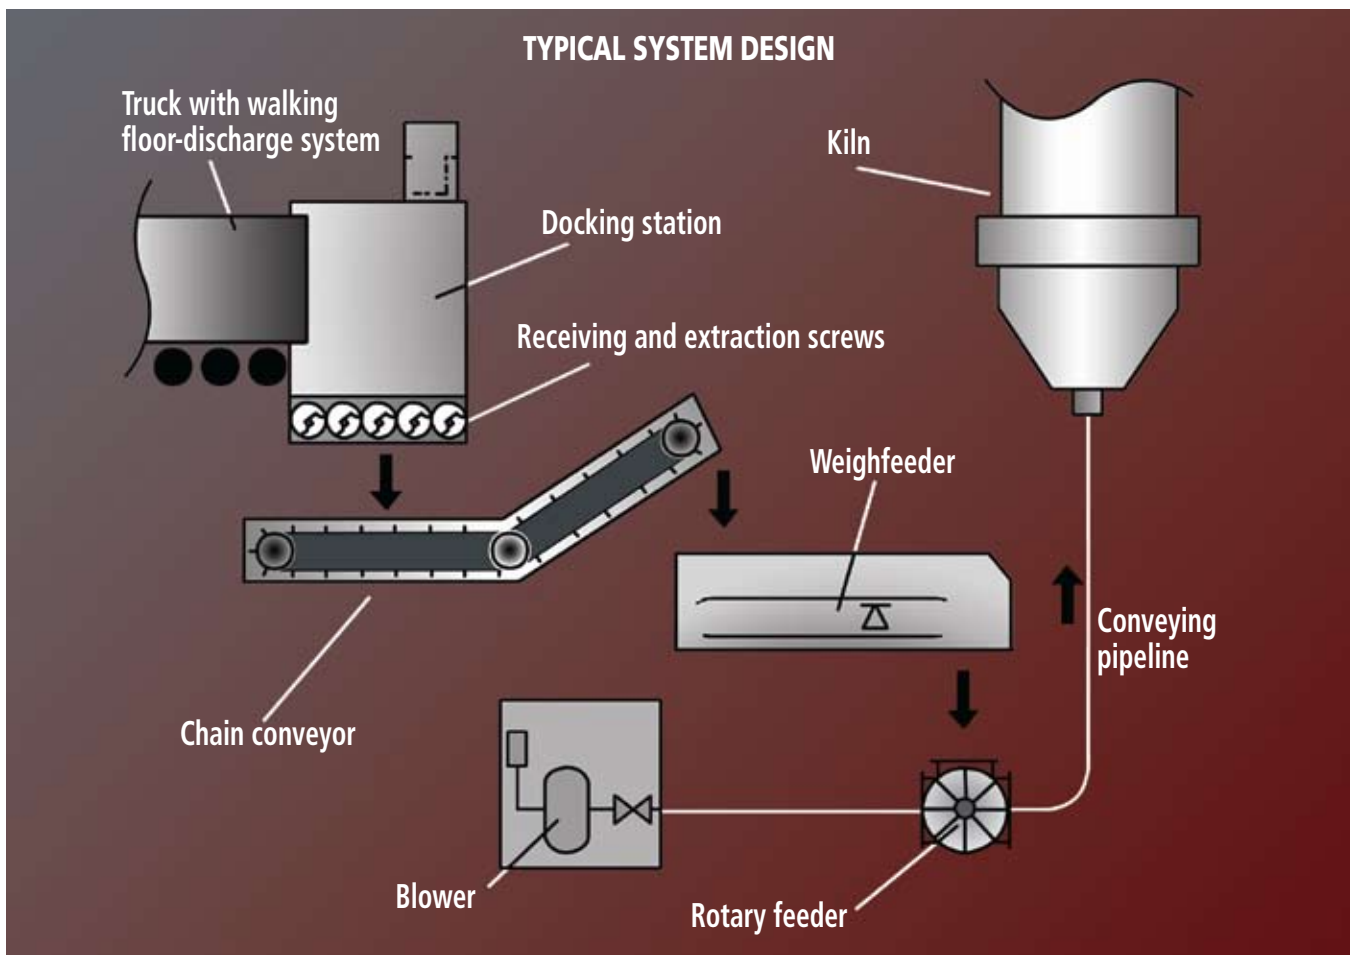 TYPICAL SYSTEM DESIGN
Truck with walking
floor-discharge system
Kiln
Docking station
Receiving and extraction screws
Weighfeeder
Conveying
pipeline
Chain conveyor
Blower
Rotary feeder